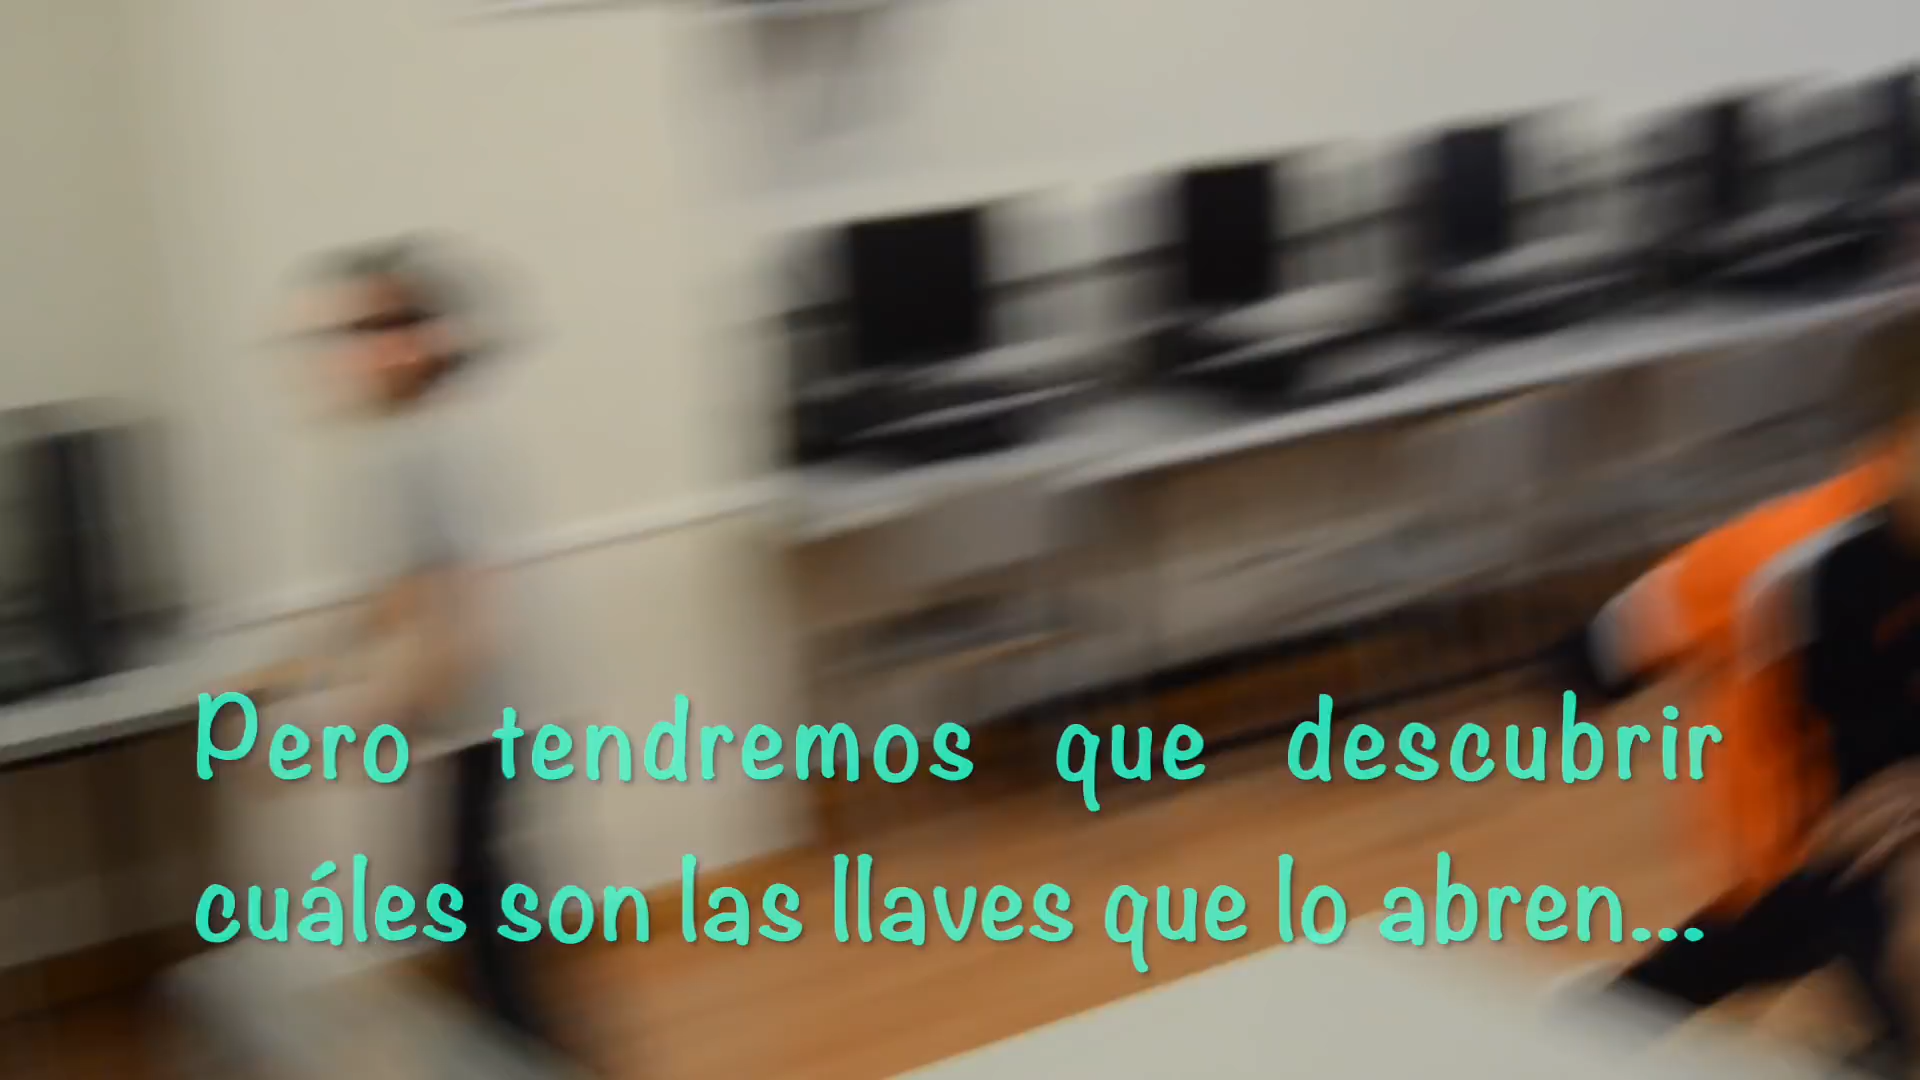 Pero tendremos que descubrir
cuáles son las llaves que lo abren...